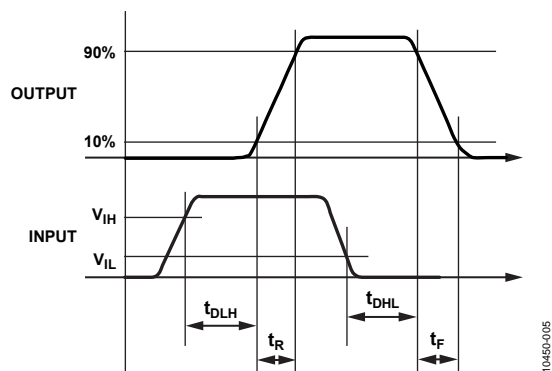 90%
OUTPUT
10%
VIH
INPUT
VIL
tDLH
tDHL
tR
tF
10450-005